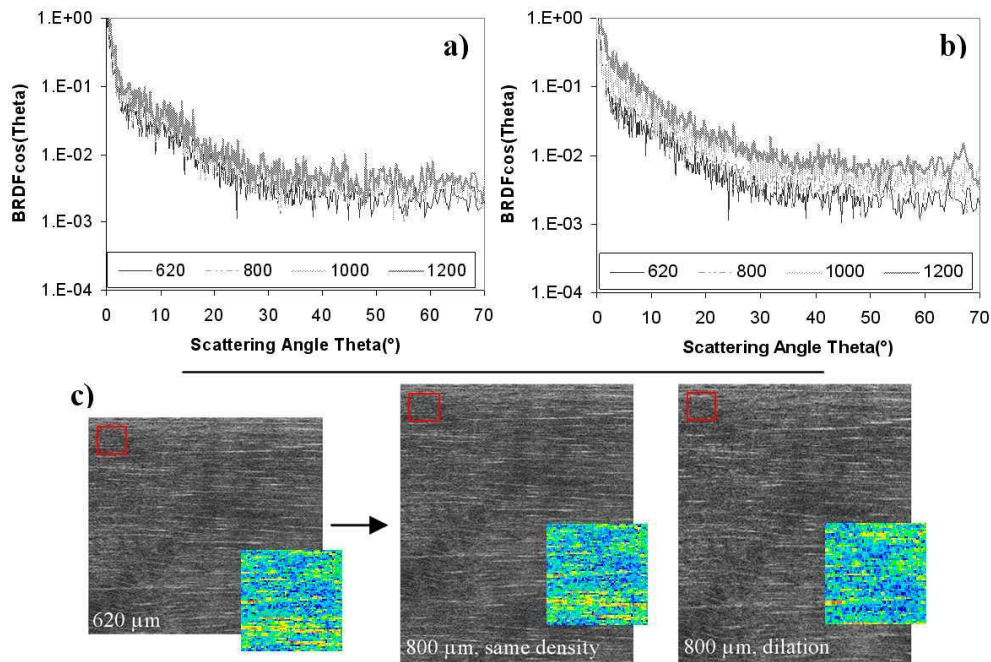 a)
1.E+00
1.E-01
1.E-02
1.E-03
1.E-04
BRDFcos(Theta)
620 800 1000 1200
0 10 20 30 40 50 60 70
Scattering Angle Theta(°)
b)
1.E+00
1.E-01
1.E-02
1.E-03
1.E-04
BRDFcos(Theta)
620 800 1000 1200
0 10 20 30 40 50 60 70
Scattering Angle Theta(°)
c)
620 µm
800 µm, same density
800 µm, dilation